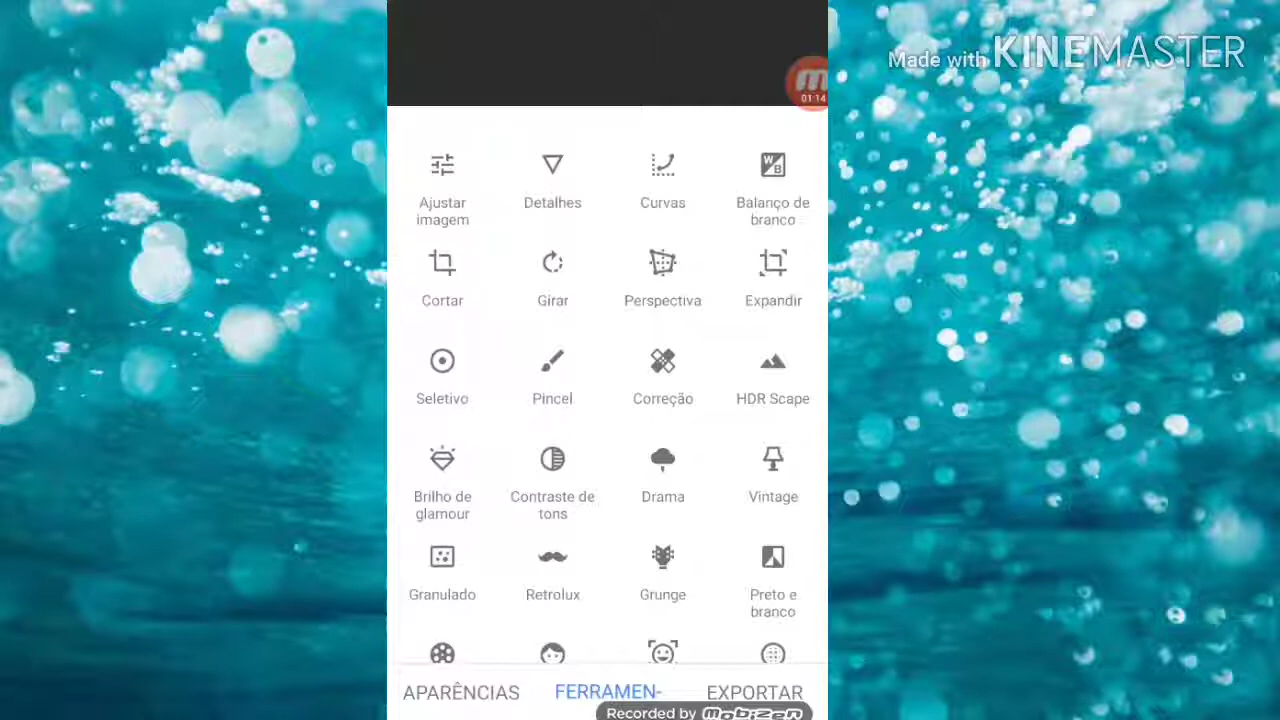 Made with KINEMASTER
01:14
Ajustar imagem
Detalhes
Curvas
Balanço de branco
Cortar
Girar
Perspectiva
Expandir
Seletivo
Pincel
Correção
HDR Scape
Brilho de glamour
Contraste de tons
Drama
Vintage
Granulado
Retrolux
Grunge
Preto e branco
APARÊNCIAS
FERRAMEN-
EXPORTAR
Recorded by mobizen